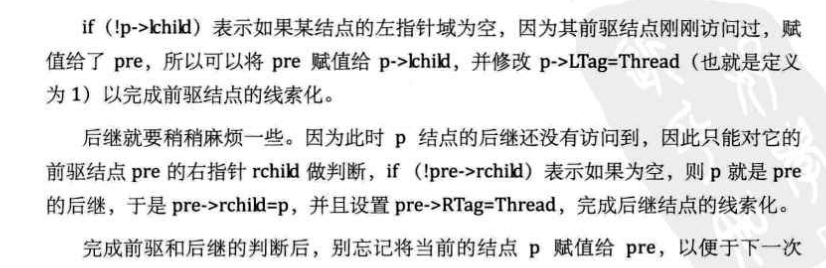 if（!p->lchild）表示如果某结点的左指针域为空，因为其前驱结点刚刚访问过，赋
值给了 pre，所以可以将 pre 赋值给 p->lchild，并修改 p->LTag=Thread（也就是定义
为 1）以完成前驱结点的线索化。
后继就要稍稍麻烦一些。因为此时 p 结点的后继还没有访问到，因此只能对它的
前驱结点 pre 的右指针 rchild 做判断，if （!pre->rchild）表示如果为空，则 p 就是 pre
的后继，于是 pre->rchild=p，并且设置 pre->RTag=Thread，完成后继结点的线索化。
完成前驱和后继的判断后，别忘记将当前的结点 p 赋值给 pre，以便于下一次